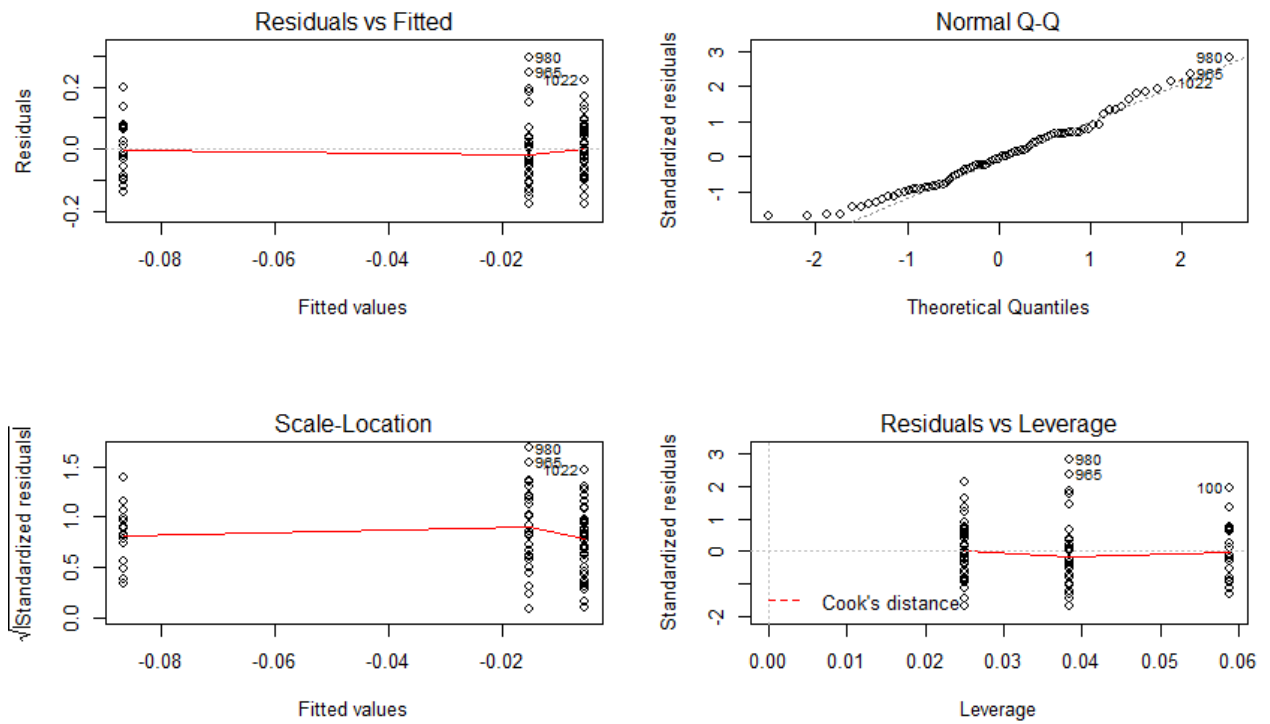 Residuals vs Fitted
Residuals
-0.2 0.0 0.2
980
965
1022
-0.08 -0.06 -0.04 -0.02
Fitted values
Normal Q-Q
Standardized residuals
-1 0 1 2 3
980
965
1022
-2 -1 0 1 2
Theoretical Quantiles
Scale-Location
√|Standardized residuals|
0.0 0.5 1.0 1.5
980
965
1022
-0.08 -0.06 -0.04 -0.02
Fitted values
Residuals vs Leverage
Standardized residuals
-2 0 1 2 3
980
965
100
Cook's distance
0.00 0.01 0.02 0.03 0.04 0.05 0.06
Leverage